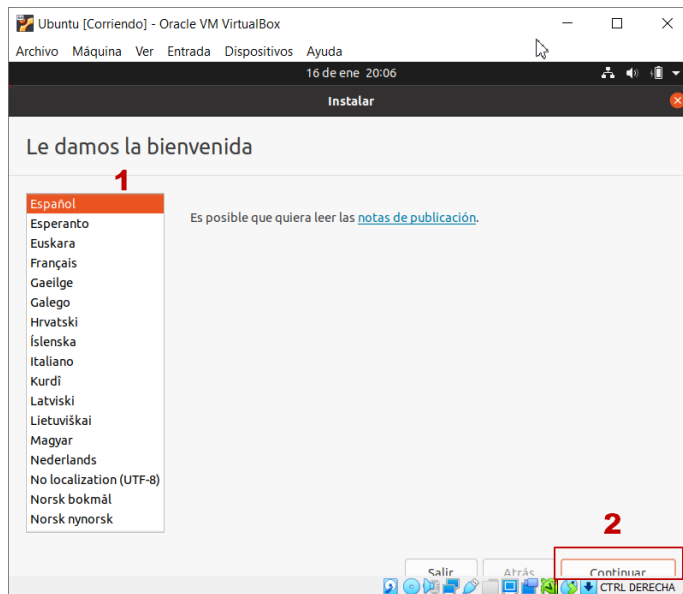 Ubuntu [Corriendo] - Oracle VM VirtualBox
Archivo Máquina Ver Entrada Dispositivos Ayuda
16 de ene 20:06
Instalar
Le damos la bienvenida
1
Español
Esperanto
Euskara
Français
Gaeilge
Galego
Hrvatski
Íslenska
Italiano
Kurdî
Latviski
Lietuviškai
Magyar
Nederlands
No localization (UTF-8)
Norsk bokmål
Norsk nynorsk
Es posible que quiera leer las notas de publicación.
2
Salir Atrás Continuar
CTRL DERECHA